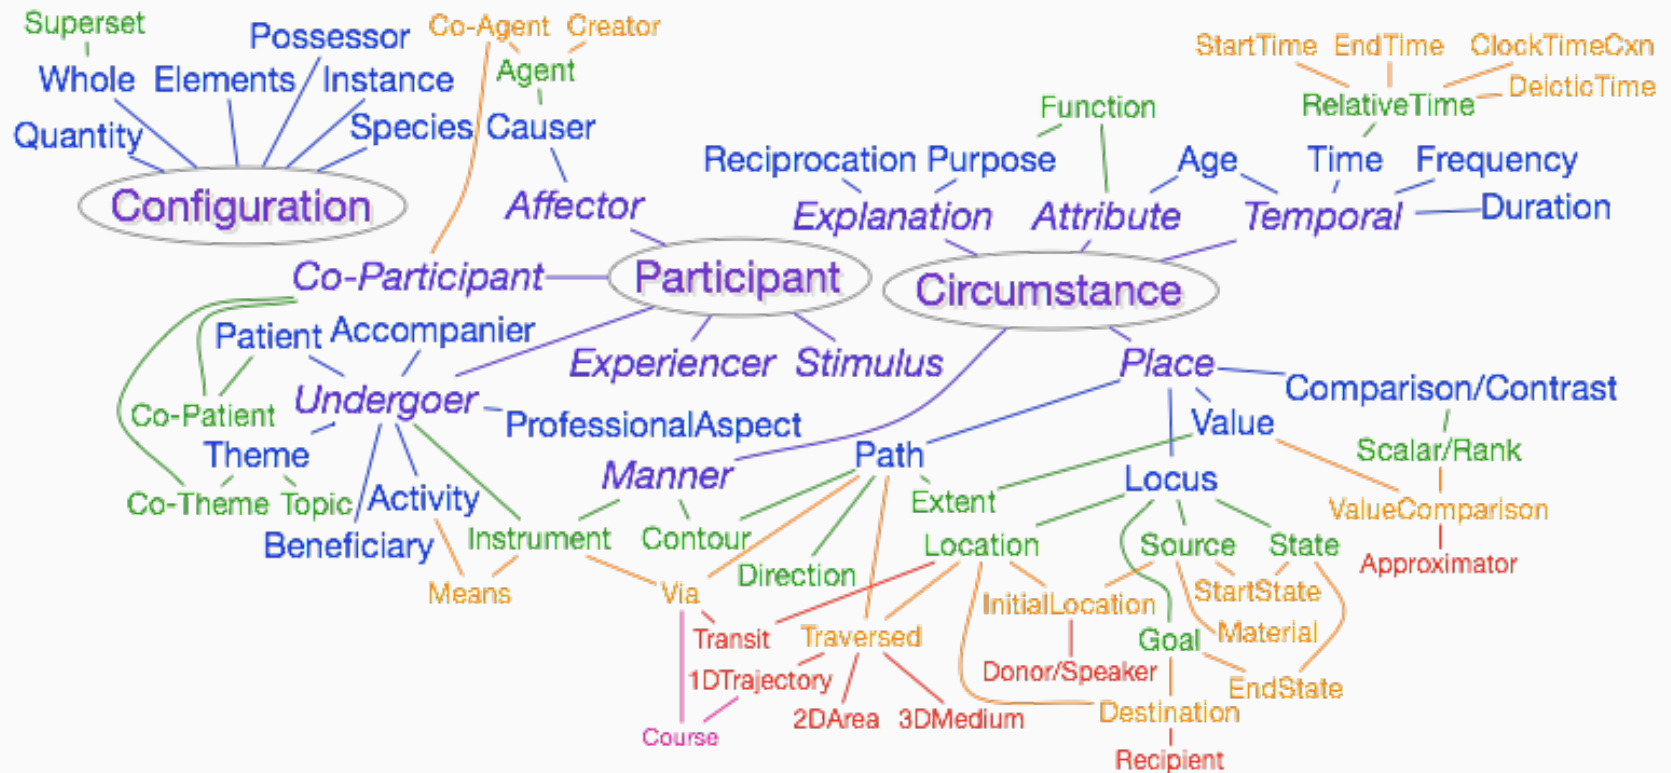 Superset
Possessor
Co-Agent Creator
StartTime EndTime ClockTimeCxn
Whole Elements Instance
Agent
DeicticTime
Function
RelativeTime
Quantity
Species Causer
Reciprocation Purpose
Age
Time
Frequency
Configuration
Affector
Explanation Attribute
Temporal
Duration
Co-Participant
Participant
Circumstance
Patient Accompanier
Experiencer Stimulus
Place
Comparison/Contrast
Undergoer
Co-Patient
ProfessionalAspect
Value
Theme
Path
Scalar/Rank
Manner
Locus
Co-Theme Topic
Activity
Extent
ValueComparison
Beneficiary
Instrument
Contour
Location
Source
State
Approximator
Direction
Means
Via
InitialLocation
StartState
Transit
Traversed
Goal
Material
1DTrajectory
Donor/Speaker
EndState
2DArea 3DMedium
Destination
Course
Recipient